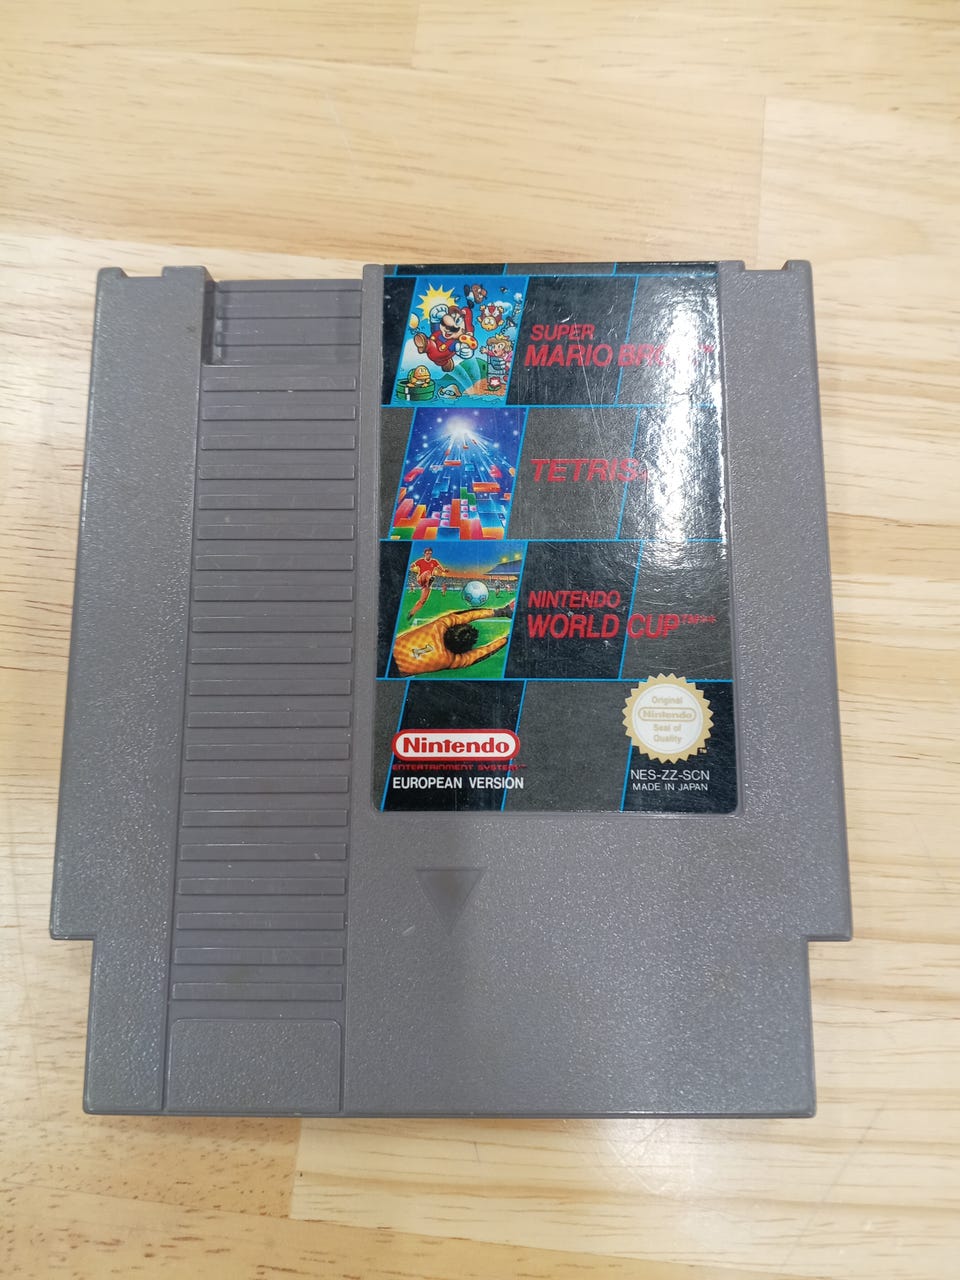 SUPER
MARIO
TETRIS
NINTENDO
WORLD CUP
Original
Nintendo
Seal of
Quality
TM
Nintendo
ENTERTAINMENT SYSTEM
EUROPEAN VERSION
NES-ZZ-SCN
MADE IN JAPAN